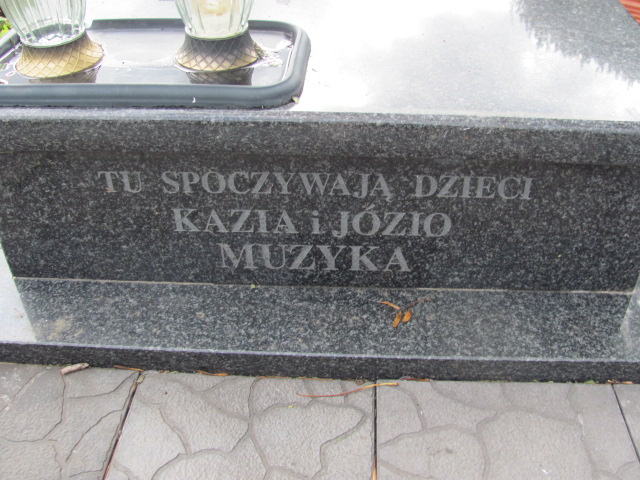 TU SPOCZYWAJĄ DZIECI
KAZIA i JÓZIO
MUZYKA